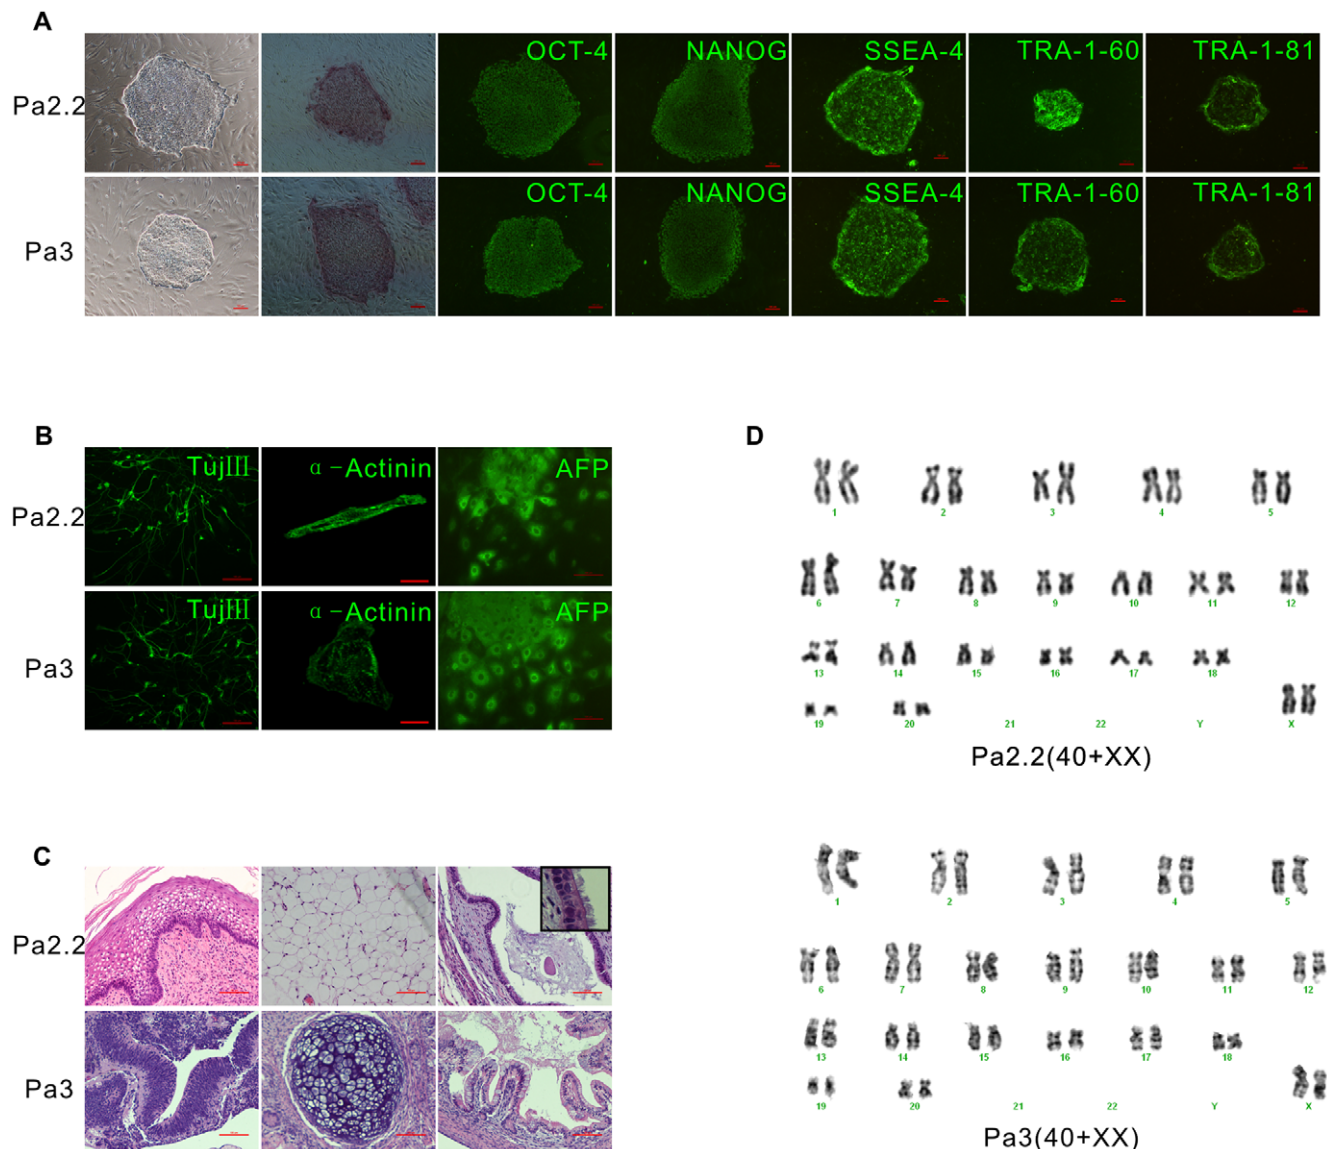 A
OCT-4 NANOG SSEA-4 TRA-1-60 TRA-1-81
Pa2.2
OCT-4 NANOG SSEA-4 TRA-1-60 TRA-1-81
Pa3
B
TujⅢ α-Actinin AFP
Pa2.2
TujⅢ α-Actinin AFP
Pa3
C
Pa2.2
Pa3
D
1 2 3 4 5
6 7 8 9 10 11 12
13 14 15 16 17 18
19 20 21 22 Y X
Pa2.2(40+XX)
1 2 3 4 5
6 7 8 9 10 11 12
13 14 15 16 17 18
19 20 21 22 Y X
Pa3(40+XX)